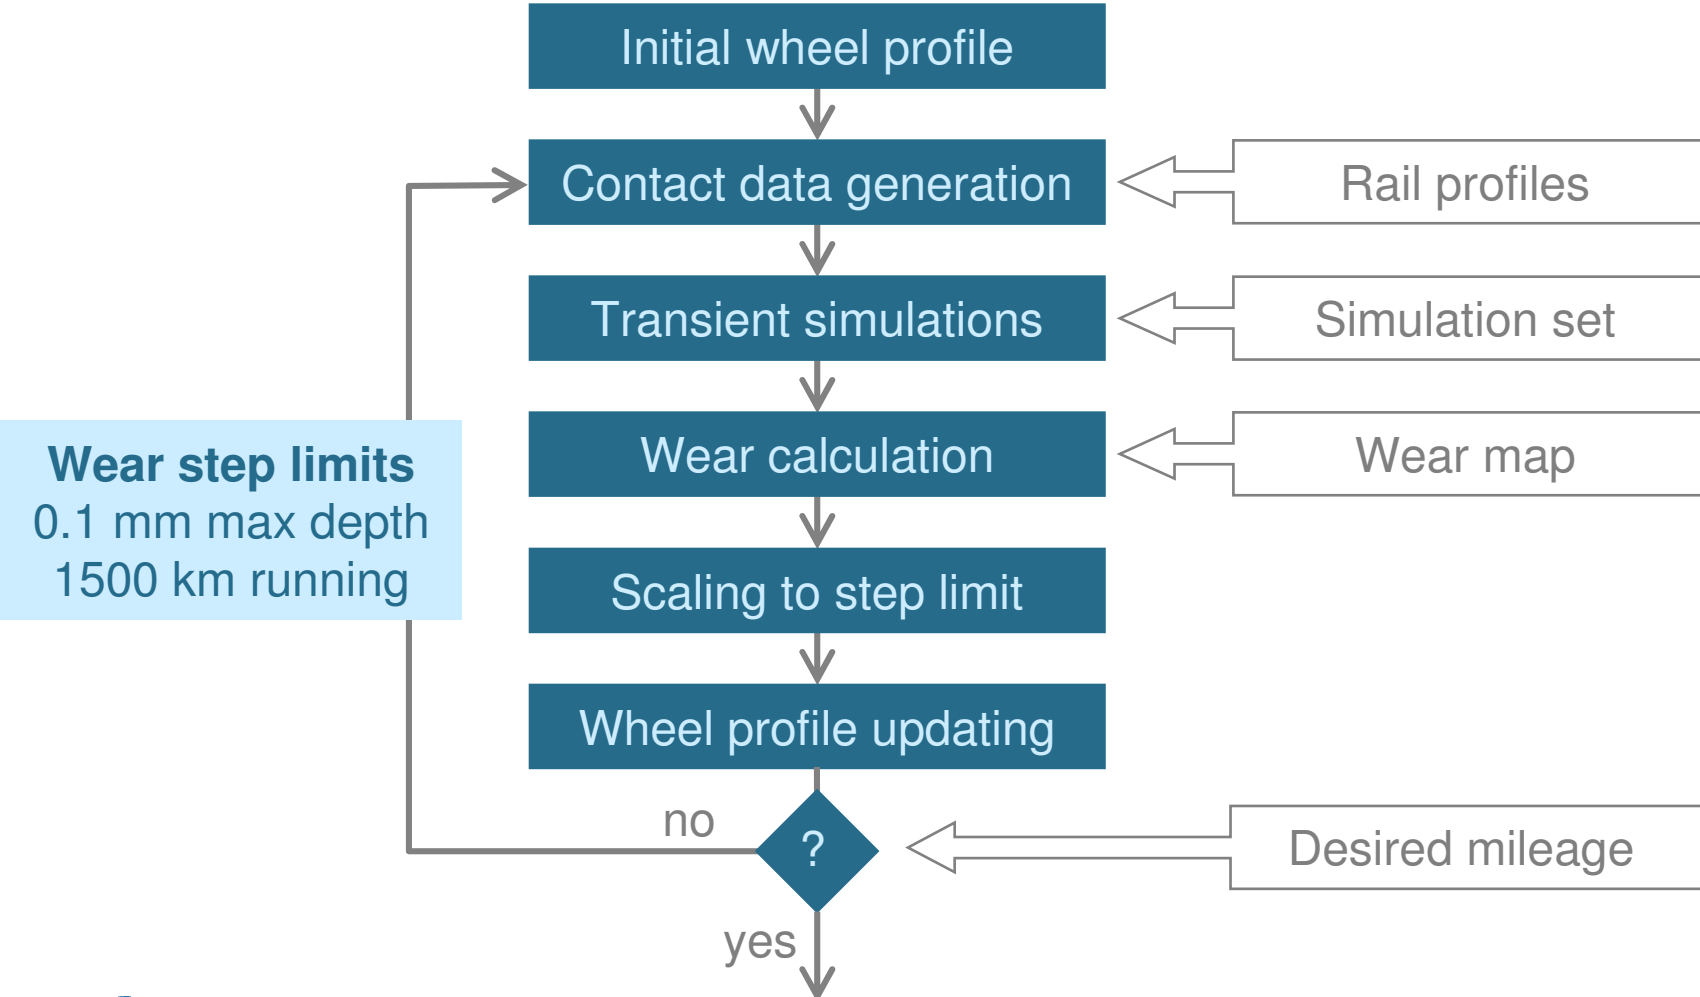 Initial wheel profile
Contact data generation
Rail profiles
Transient simulations
Simulation set
Wear calculation
Wear map
Wear step limits
0.1 mm max depth
1500 km running
Scaling to step limit
Wheel profile updating
no
?
Desired mileage
yes